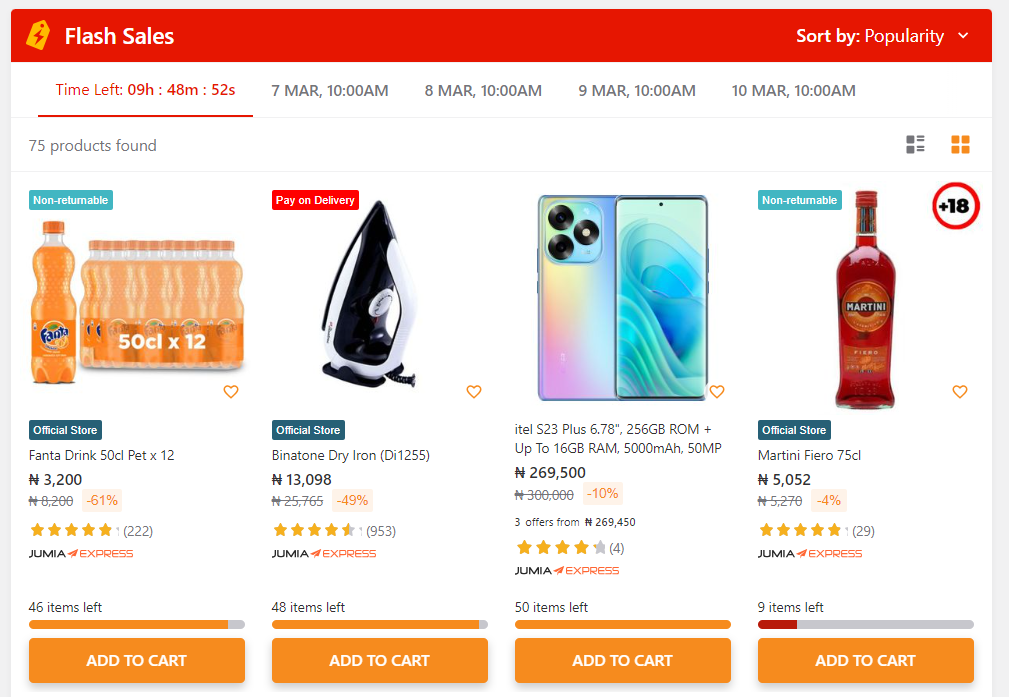 Flash Sales
Sort by: Popularity
Time Left: 09h : 48m : 52s
7 MAR, 10:00AM
8 MAR, 10:00AM
9 MAR, 10:00AM
10 MAR, 10:00AM
75 products found
Non-returnable
Fanta
50cl x 12
Official Store
Fanta Drink 50cl Pet x 12
₦ 3,200
₦ 8,200 -61%
(222)
JUMIA EXPRESS
46 items left
ADD TO CART
Pay on Delivery
Official Store
Binatone Dry Iron (Di1255)
₦ 13,098
₦ 25,765 -49%
(953)
JUMIA EXPRESS
48 items left
ADD TO CART
itel S23 Plus 6.78", 256GB ROM +
Up To 16GB RAM, 5000mAh, 50MP
₦ 269,500
₦ 300,000 -10%
3 offers from ₦ 269,450
(4)
JUMIA EXPRESS
50 items left
ADD TO CART
Non-returnable
+18
MARTINI
FIERO
Official Store
Martini Fiero 75cl
₦ 5,052
₦ 5,270 -4%
(29)
JUMIA EXPRESS
9 items left
ADD TO CART